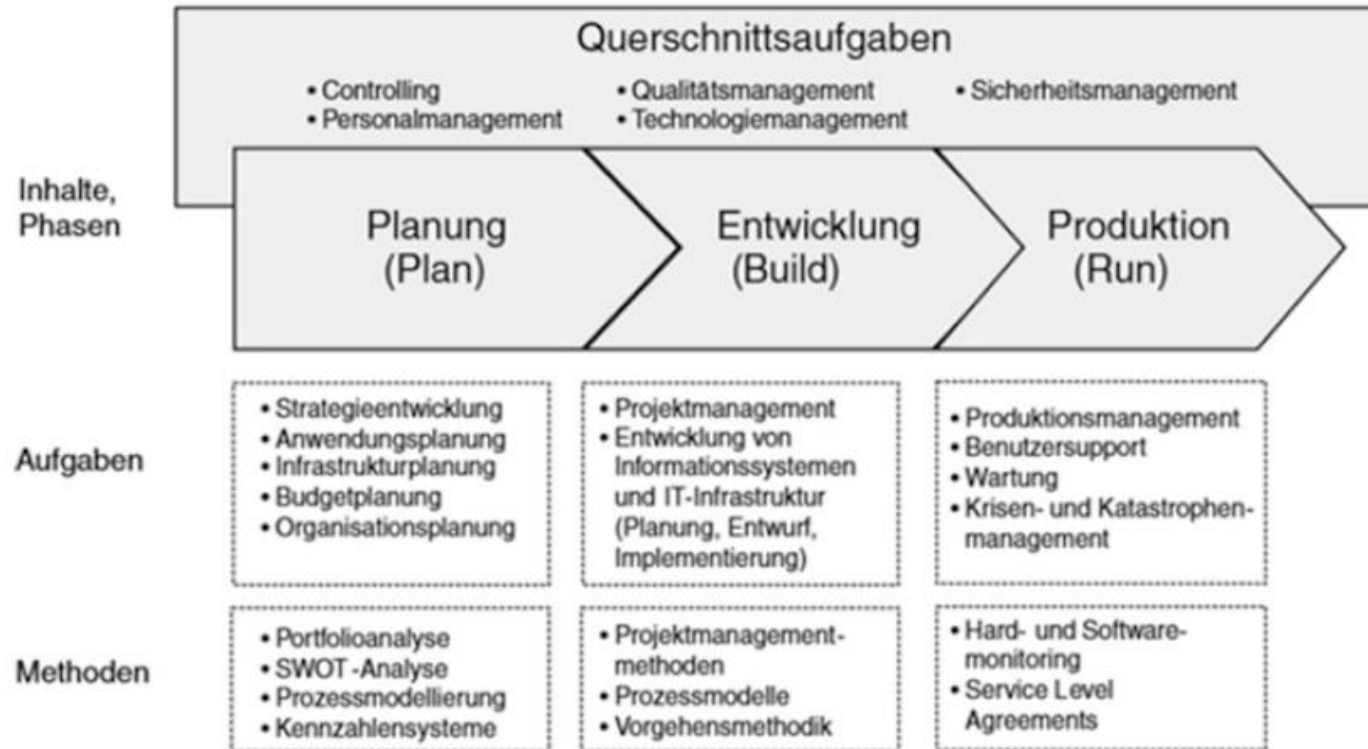 Querschnittsaufgaben
• Controlling
• Personalmanagement
• Qualitätsmanagement
• Technologiemanagement
• Sicherheitsmanagement
Inhalte,
Phasen
Planung
(Plan)
Entwicklung
(Build)
Produktion
(Run)
Aufgaben
• Strategieentwicklung
• Anwendungsplanung
• Infrastrukturplanung
• Budgetplanung
• Organisationsplanung
• Projektmanagement
• Entwicklung von
Informationssystemen
und IT-Infrastruktur
(Planung, Entwurf,
Implementierung)
• Produktionsmanagement
• Benutzersupport
• Wartung
• Krisen- und Katastrophen-
management
Methoden
• Portfolioanalyse
• SWOT-Analyse
• Prozessmodellierung
• Kennzahlensysteme
• Projektmanagement-
methoden
• Prozessmodelle
• Vorgehensmethodik
• Hard- und Software-
monitoring
• Service Level
Agreements